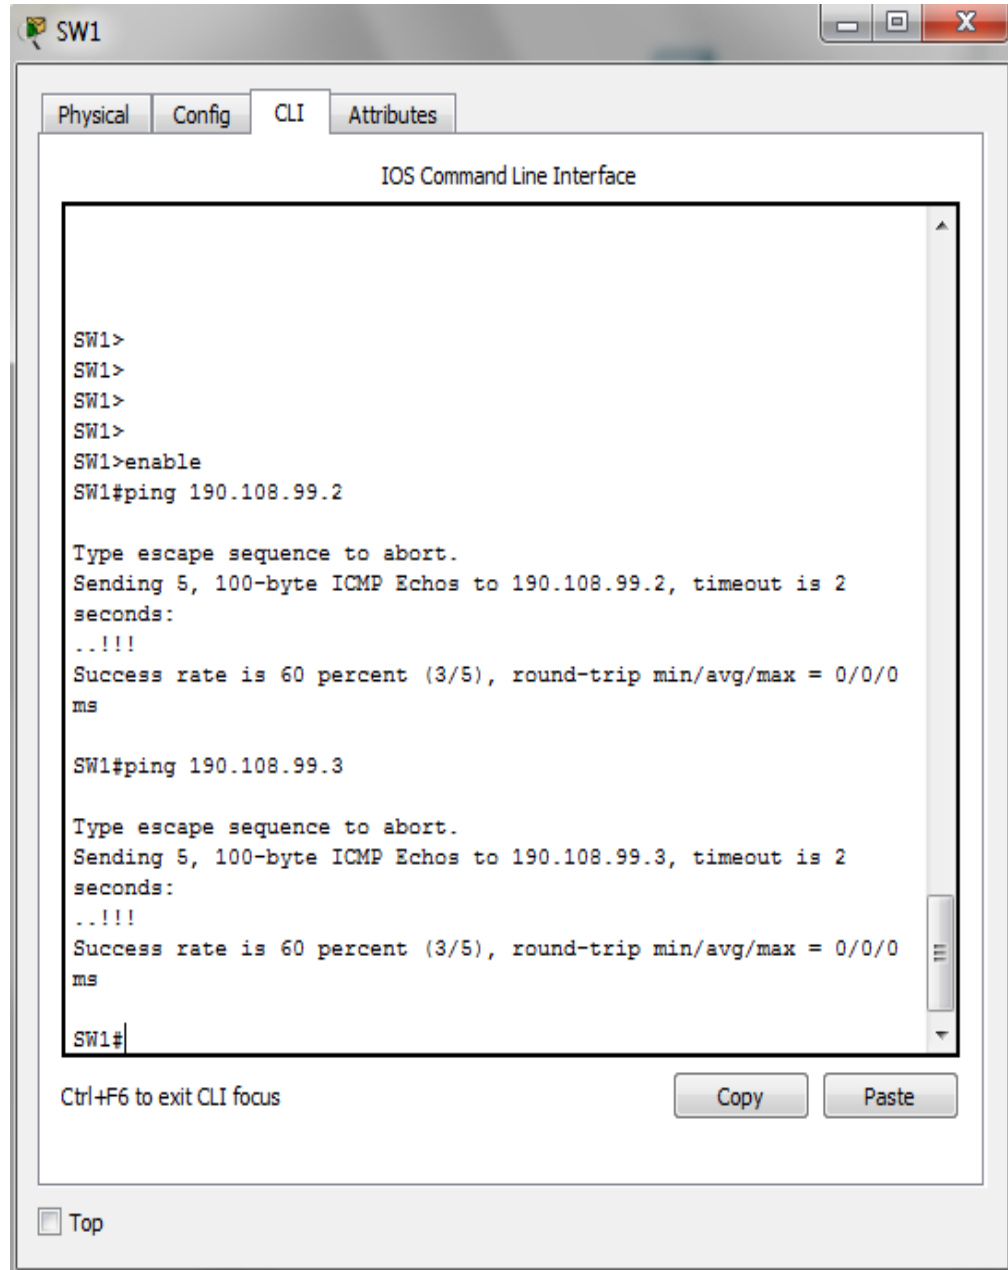 SW1
Physical Config CLI Attributes
IOS Command Line Interface
SW1>
SW1>
SW1>
SW1>
SW1>enable
SW1#ping 190.108.99.2
Type escape sequence to abort.
Sending 5, 100-byte ICMP Echos to 190.108.99.2, timeout is 2
seconds:
..!!!
Success rate is 60 percent (3/5), round-trip min/avg/max = 0/0/0
ms
SW1#ping 190.108.99.3
Type escape sequence to abort.
Sending 5, 100-byte ICMP Echos to 190.108.99.3, timeout is 2
seconds:
..!!!
Success rate is 60 percent (3/5), round-trip min/avg/max = 0/0/0
ms
SW1#
Ctrl+F6 to exit CLI focus Copy Paste
Top